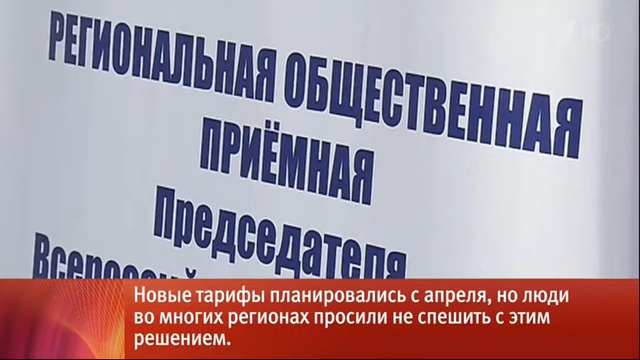 РЕГИОНАЛЬНАЯ ОБЩЕСТВЕННАЯ
ПРИЁМНАЯ
Председателя
Новые тарифы планировались с апреля, но люди
во многих регионах просили не спешить с этим
решением.